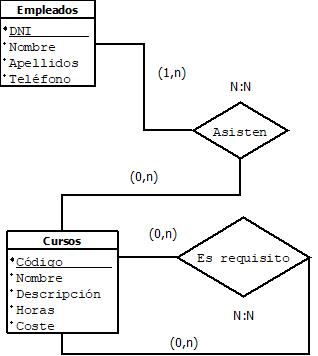 Empleados
DNI
Nombre
Apellidos
Teléfono
(1,n)
N:N
Asisten
(0,n)
Cursos
Código
Nombre
Descripción
Horas
Coste
(0,n)
Es requisito
N:N
(0,n)